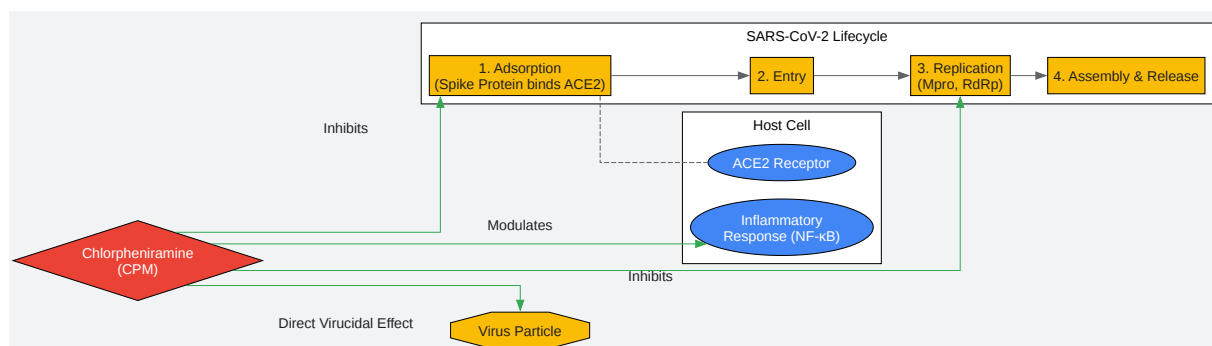 SARS-CoV-2 Lifecycle
1. Adsorption
(Spike Protein binds ACE2)
2. Entry
3. Replication
(Mpro, RdRp)
4. Assembly & Release
Inhibits
Host Cell
ACE2 Receptor
Modulates
Inflammatory
Response (NF-κB)
Chlorpheniramine
(CPM)
Inhibits
Direct Virucidal Effect
Virus Particle